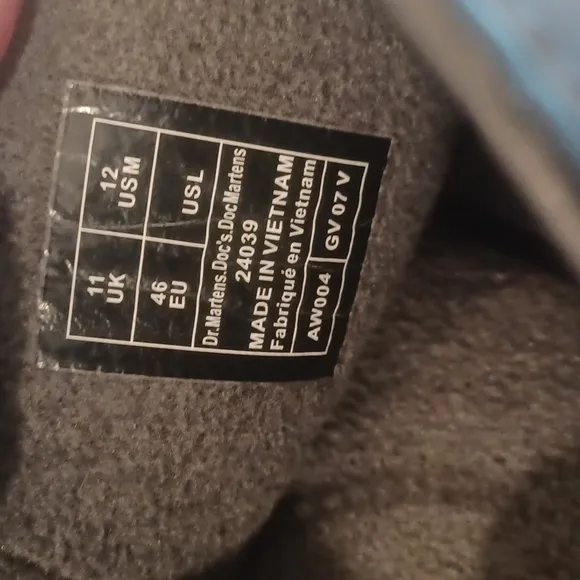 11 UK
12 USM
46 EU
USL
Dr.Martens.Doc's.DocMartens
24039
MADE IN VIETNAM
Fabriqué en Vietnam
AW004
GV 07 V